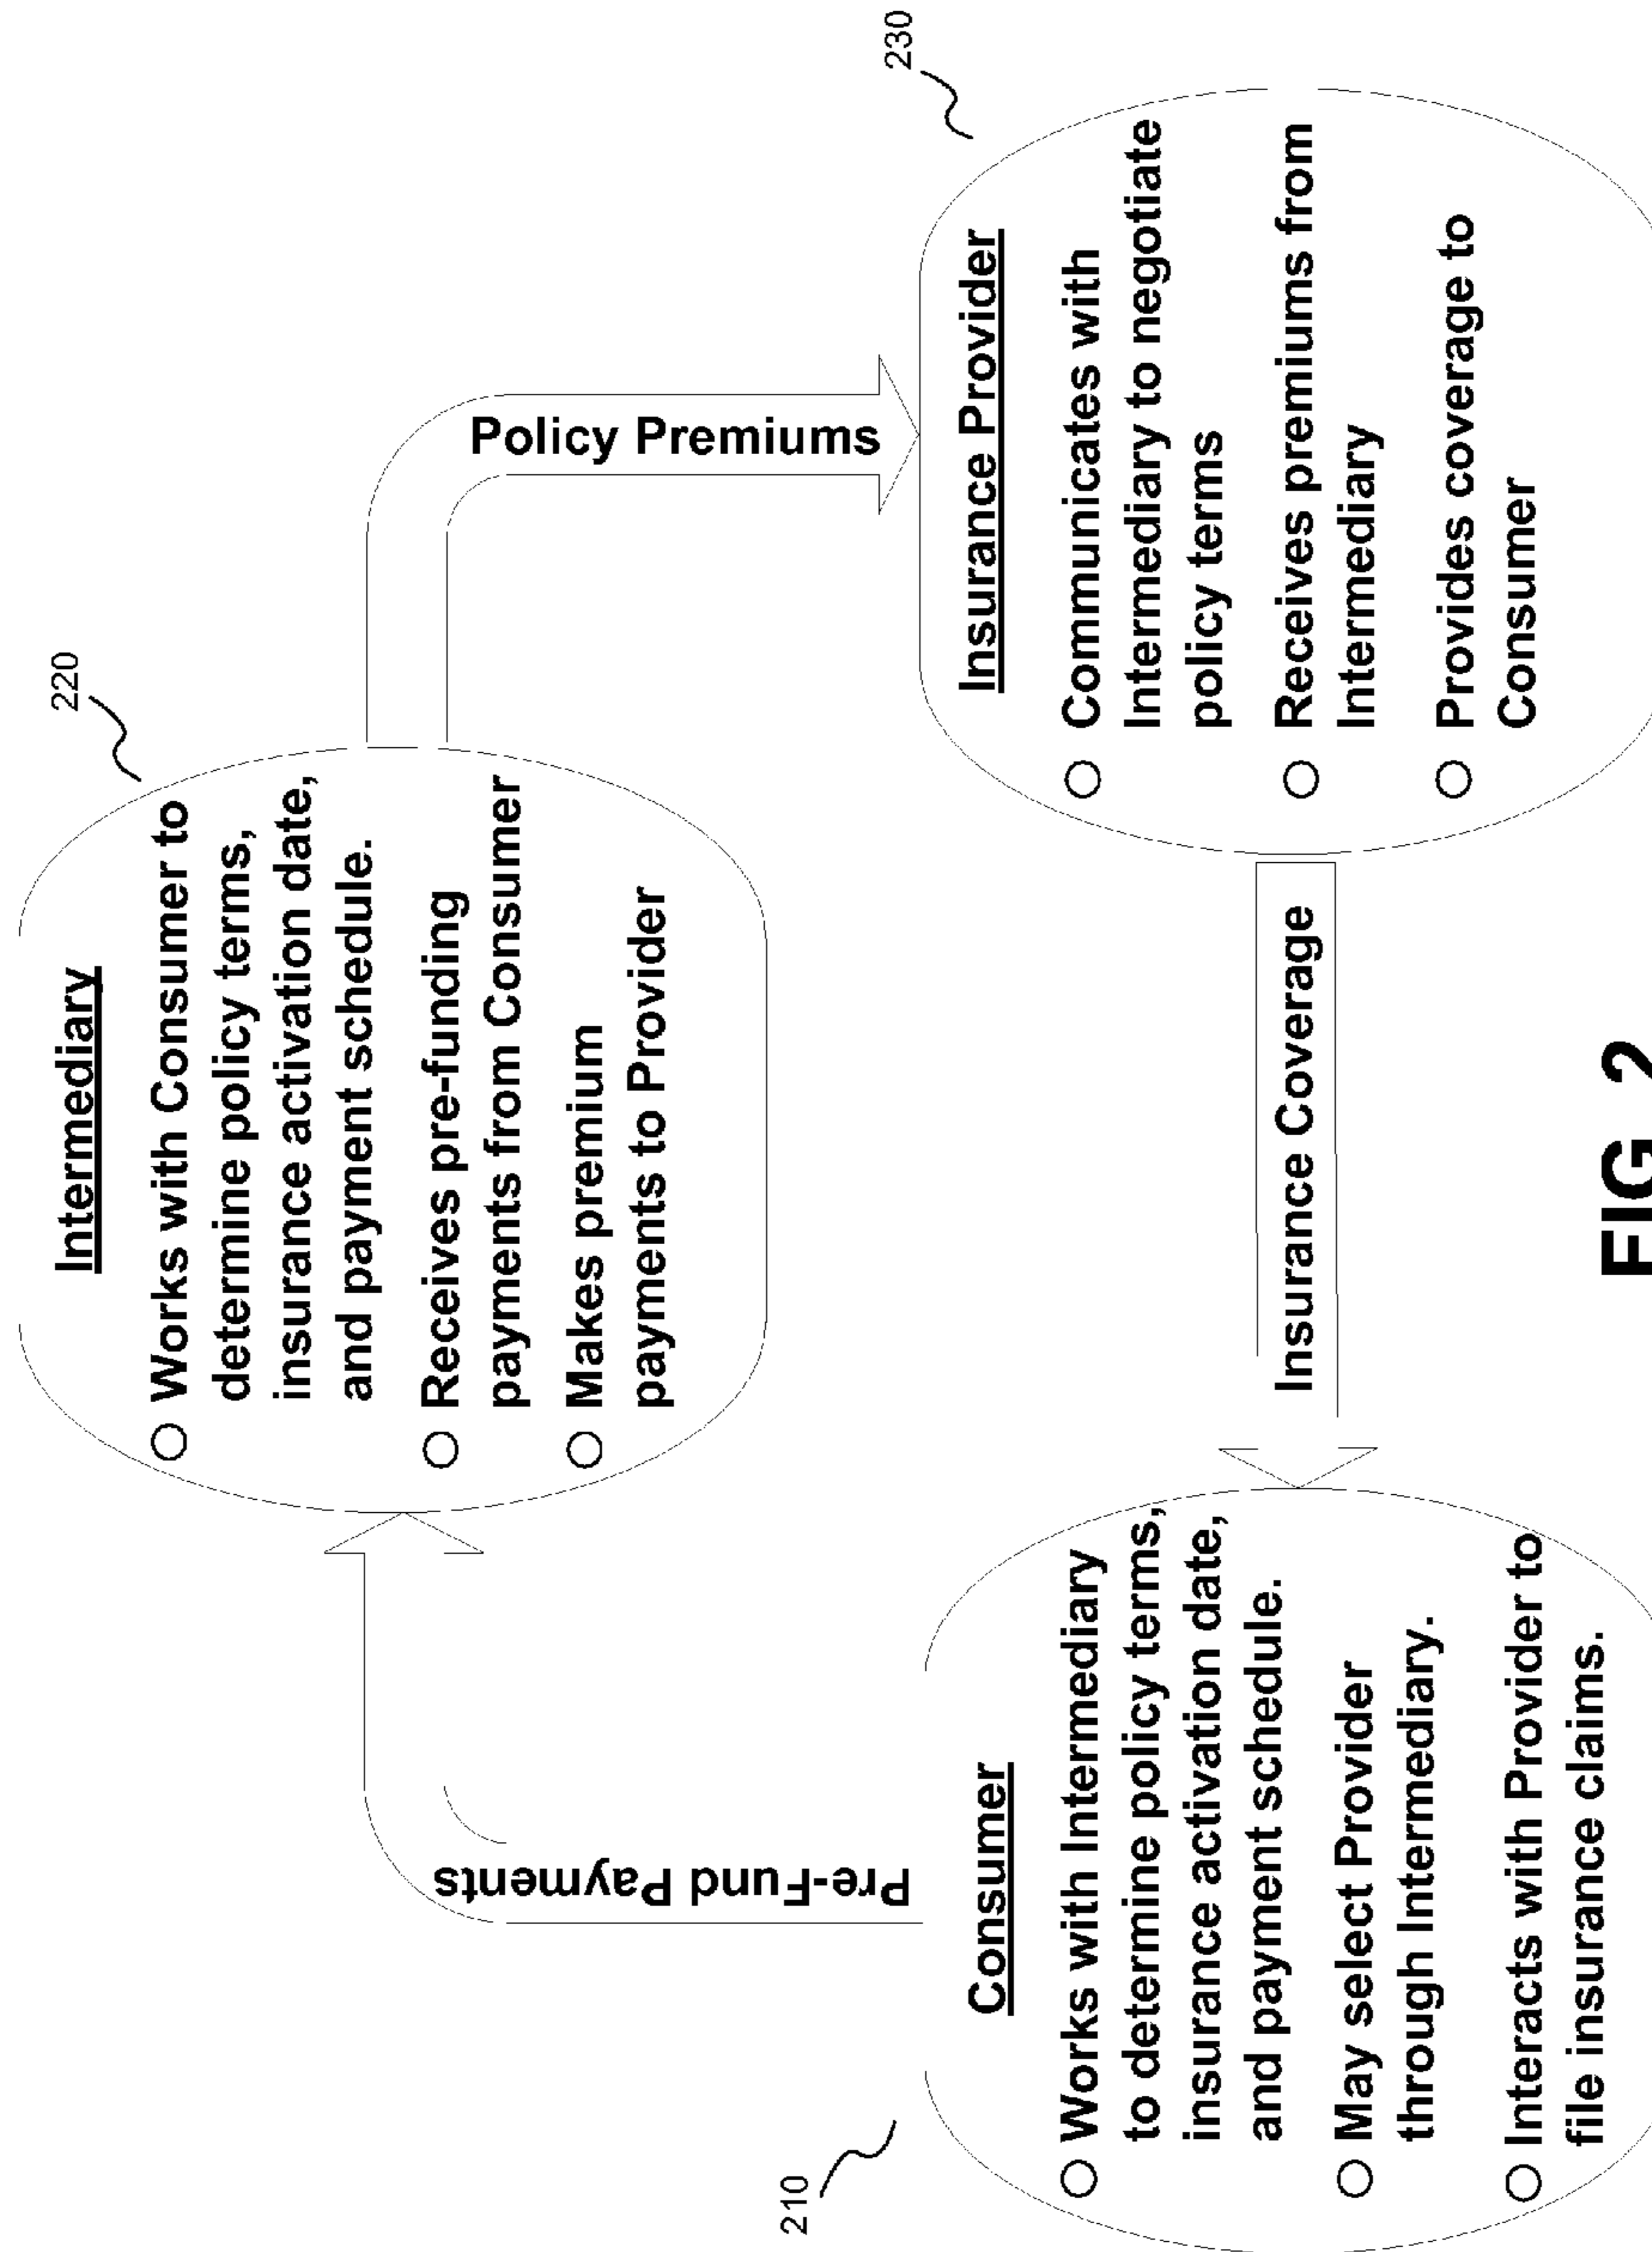 220
Intermediary
○ Works with Consumer to
determine policy terms,
insurance activation date,
and payment schedule.
○ Receives pre-funding
payments from Consumer
○ Makes premium
payments to Provider
Pre-Fund Payments
Policy Premiums
210
Consumer
○ Works with Intermediary
to determine policy terms,
insurance activation date,
and payment schedule.
○ May select Provider
through Intermediary.
○ Interacts with Provider to
file insurance claims.
Insurance Coverage
230
Insurance Provider
○ Communicates with
Intermediary to negotiate
policy terms
○ Receives premiums from
Intermediary
○ Provides coverage to
Consumer
FIG. 2